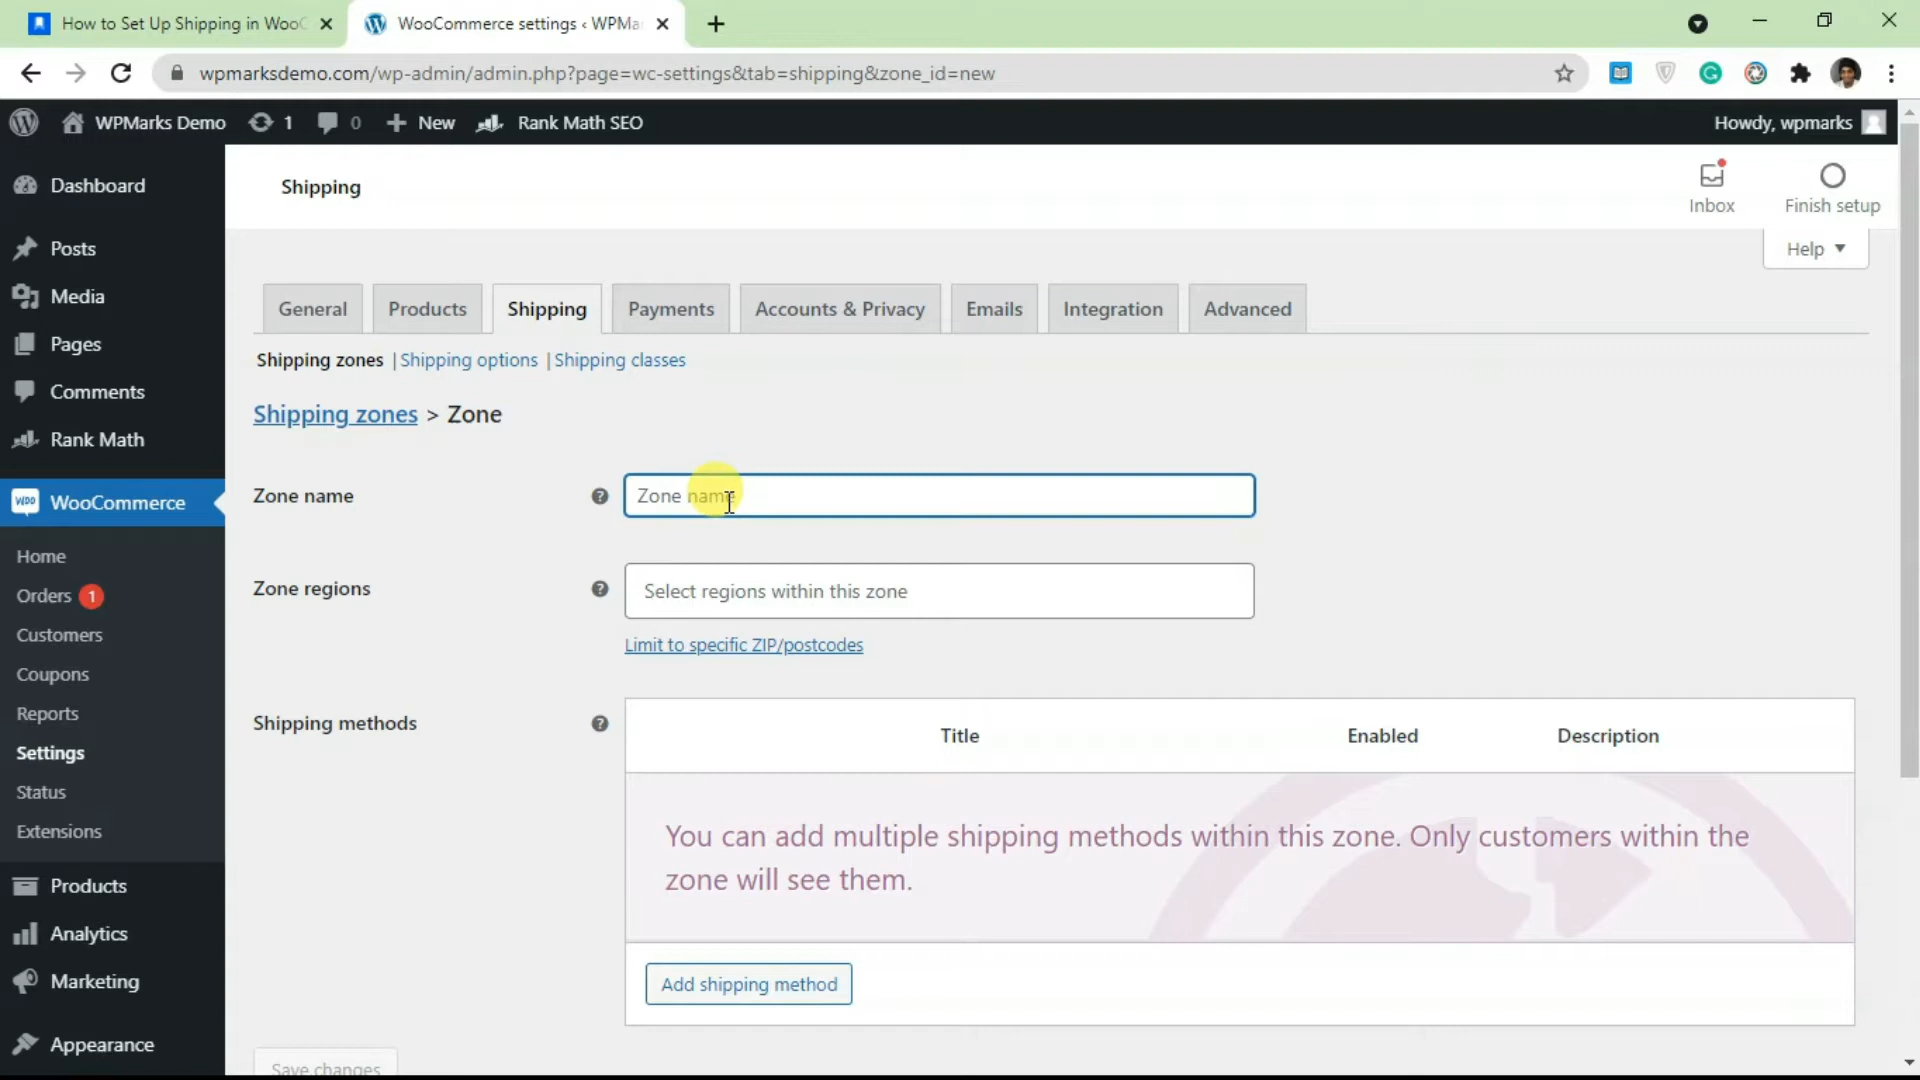 How to Set Up Shipping in WooC
WooCommerce settings ‹ WPMa
wpmarksdemo.com/wp-admin/admin.php?page=wc-settings&tab=shipping&zone_id=new
WPMarks Demo 1 0 New Rank Math SEO Howdy, wpmarks
Dashboard
Posts
Media
Pages
Comments
Rank Math
WooCommerce
Home
Orders 1
Customers
Coupons
Reports
Settings
Status
Extensions
Products
Analytics
Marketing
Appearance
Shipping
Inbox
Finish setup
Help
General Products Shipping Payments Accounts & Privacy Emails Integration Advanced
Shipping zones | Shipping options | Shipping classes
Shipping zones > Zone
Zone name
Zone name
Zone regions
Select regions within this zone
Limit to specific ZIP/postcodes
Shipping methods
Title Enabled Description
You can add multiple shipping methods within this zone. Only customers within the
zone will see them.
Add shipping method
Save changes